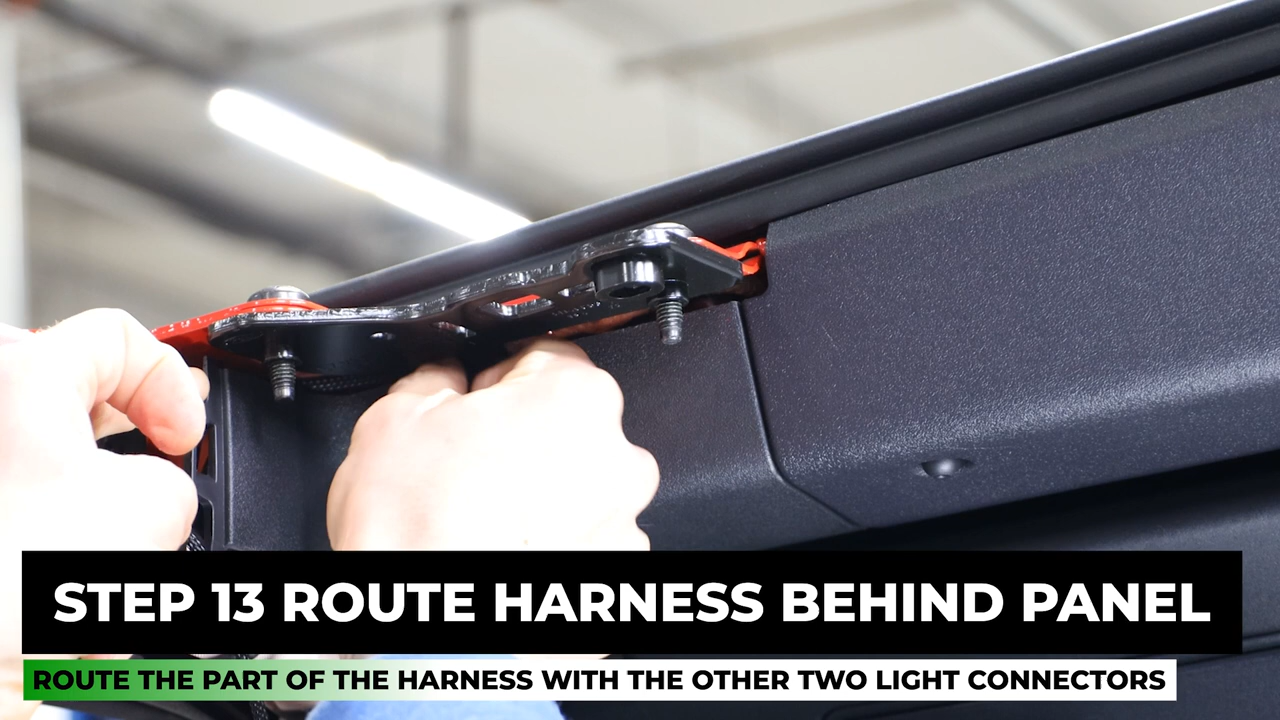 STEP 13 ROUTE HARNESS BEHIND PANEL
ROUTE THE PART OF THE HARNESS WITH THE OTHER TWO LIGHT CONNECTORS